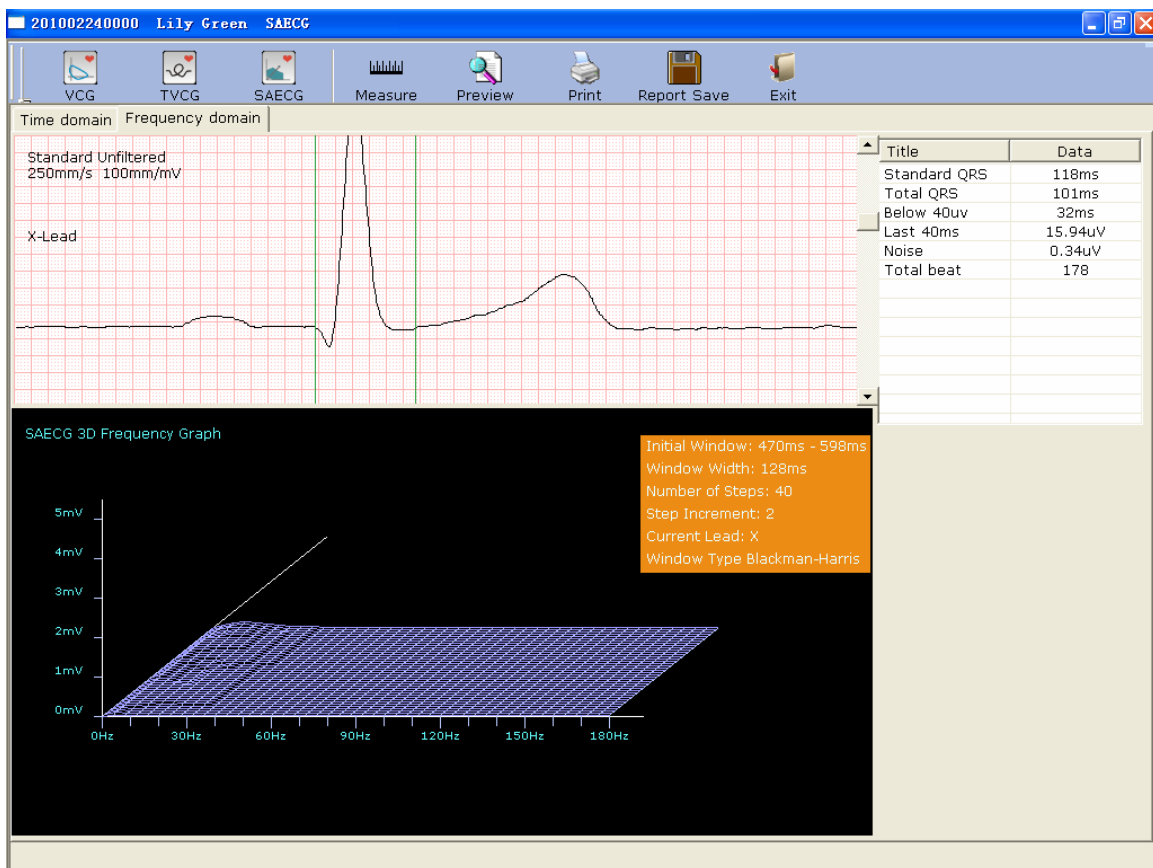 201002240000 Lily Green SAECG
VCG TVCG SAECG Measure Preview Print Report Save Exit
Time domain Frequency domain
Standard Unfiltered
250mm/s 100mm/mV
X-Lead
Title Data
Standard QRS 118ms
Total QRS 101ms
Below 40uv 32ms
Last 40ms 15.94uV
Noise 0.34uV
Total beat 178
SAECG 3D Frequency Graph
Initial Window: 470ms - 598ms
Window Width: 128ms
Number of Steps: 40
Step Increment: 2
Current Lead: X
Window Type Blackman-Harris
5mV
4mV
3mV
2mV
1mV
0mV
0Hz 30Hz 60Hz 90Hz 120Hz 150Hz 180Hz